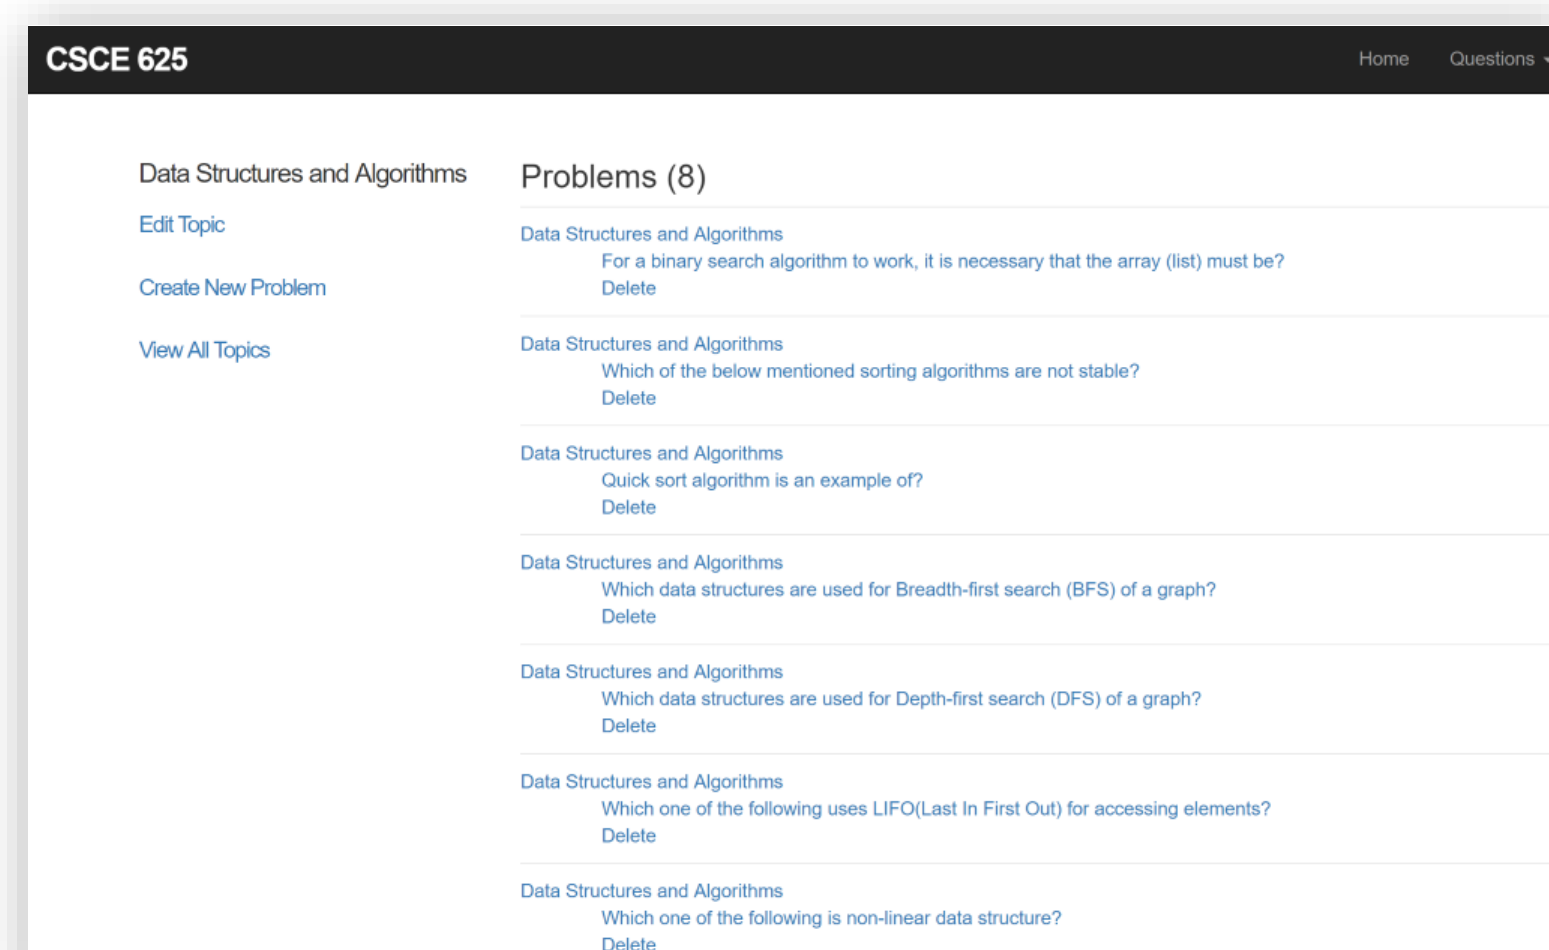 CSCE 625
Home
Questions
Data Structures and Algorithms
Edit Topic
Create New Problem
View All Topics
Problems (8)
Data Structures and Algorithms
For a binary search algorithm to work, it is necessary that the array (list) must be?
Delete
Data Structures and Algorithms
Which of the below mentioned sorting algorithms are not stable?
Delete
Data Structures and Algorithms
Quick sort algorithm is an example of?
Delete
Data Structures and Algorithms
Which data structures are used for Breadth-first search (BFS) of a graph?
Delete
Data Structures and Algorithms
Which data structures are used for Depth-first search (DFS) of a graph?
Delete
Data Structures and Algorithms
Which one of the following uses LIFO(Last In First Out) for accessing elements?
Delete
Data Structures and Algorithms
Which one of the following is non-linear data structure?
Delete